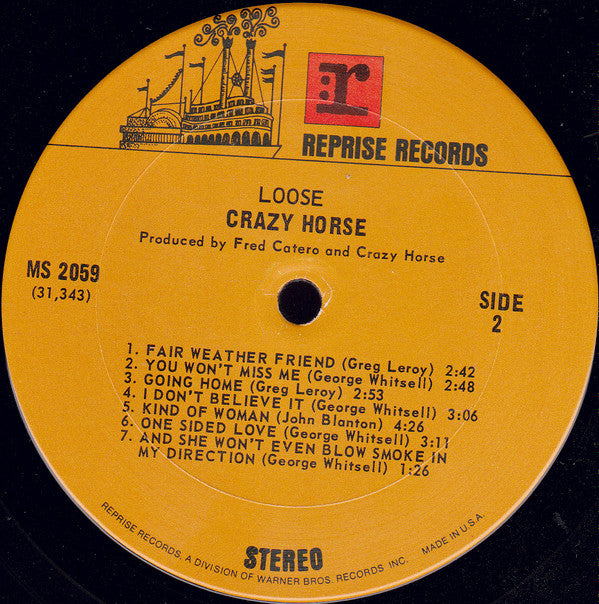 r
REPRISE RECORDS
LOOSE
CRAZY HORSE
Produced by Fred Catero and Crazy Horse
MS 2059
(31,343)
SIDE
2
1. FAIR WEATHER FRIEND (Greg Leroy) 2:42
2. YOU WON'T MISS ME (George Whitsell) 2:48
3. GOING HOME (Greg Leroy) 2:53
4. I DON'T BELIEVE IT (George Whitsell) 3:06
5. KIND OF WOMAN (John Blanton) 4:26
6. ONE SIDED LOVE (George Whitsell) 3:11
7. AND SHE WON'T EVEN BLOW SMOKE IN
MY DIRECTION (George Whitsell) 1:26
STEREO
REPRISE RECORDS, A DIVISION OF WARNER BROS. RECORDS INC. MADE IN U.S.A.